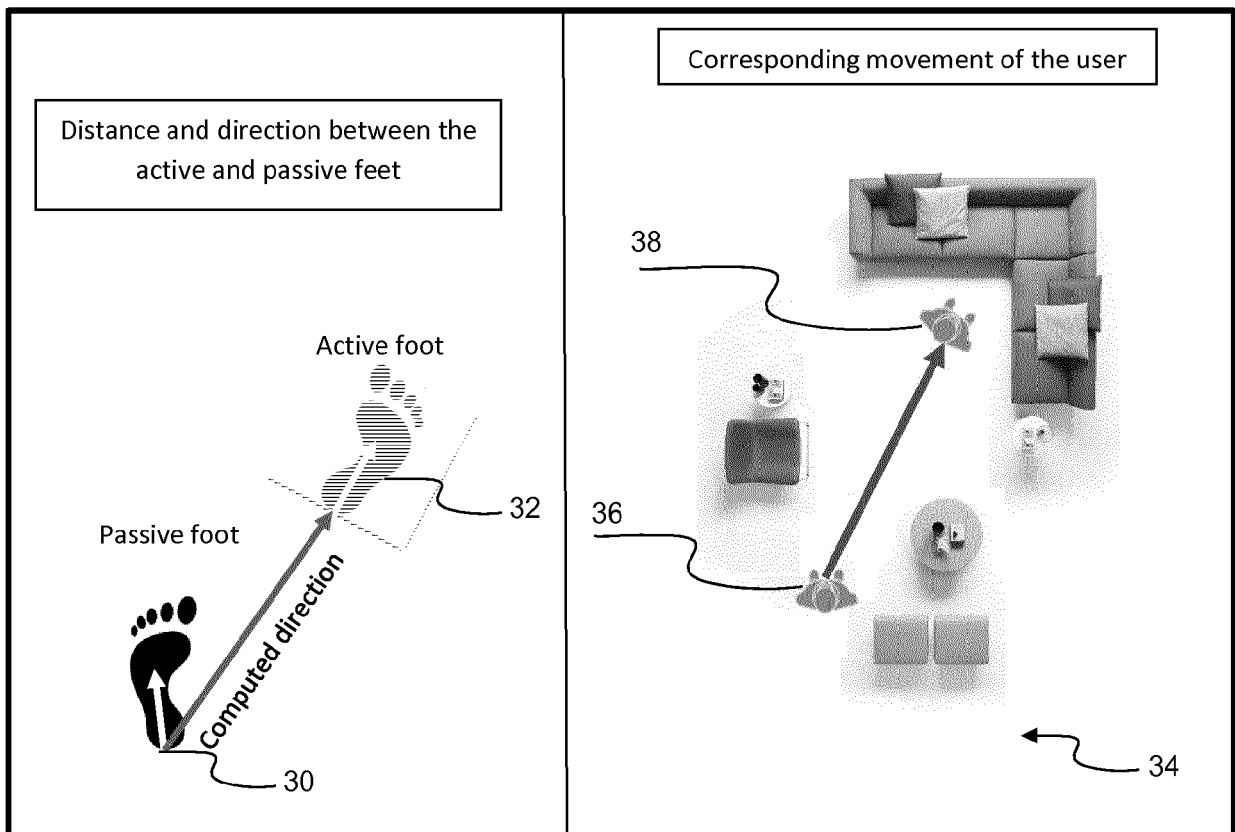 Distance and direction between the
active and passive feet
Active foot
32
Passive foot
Computed direction
30
Corresponding movement of the user
38
36
34